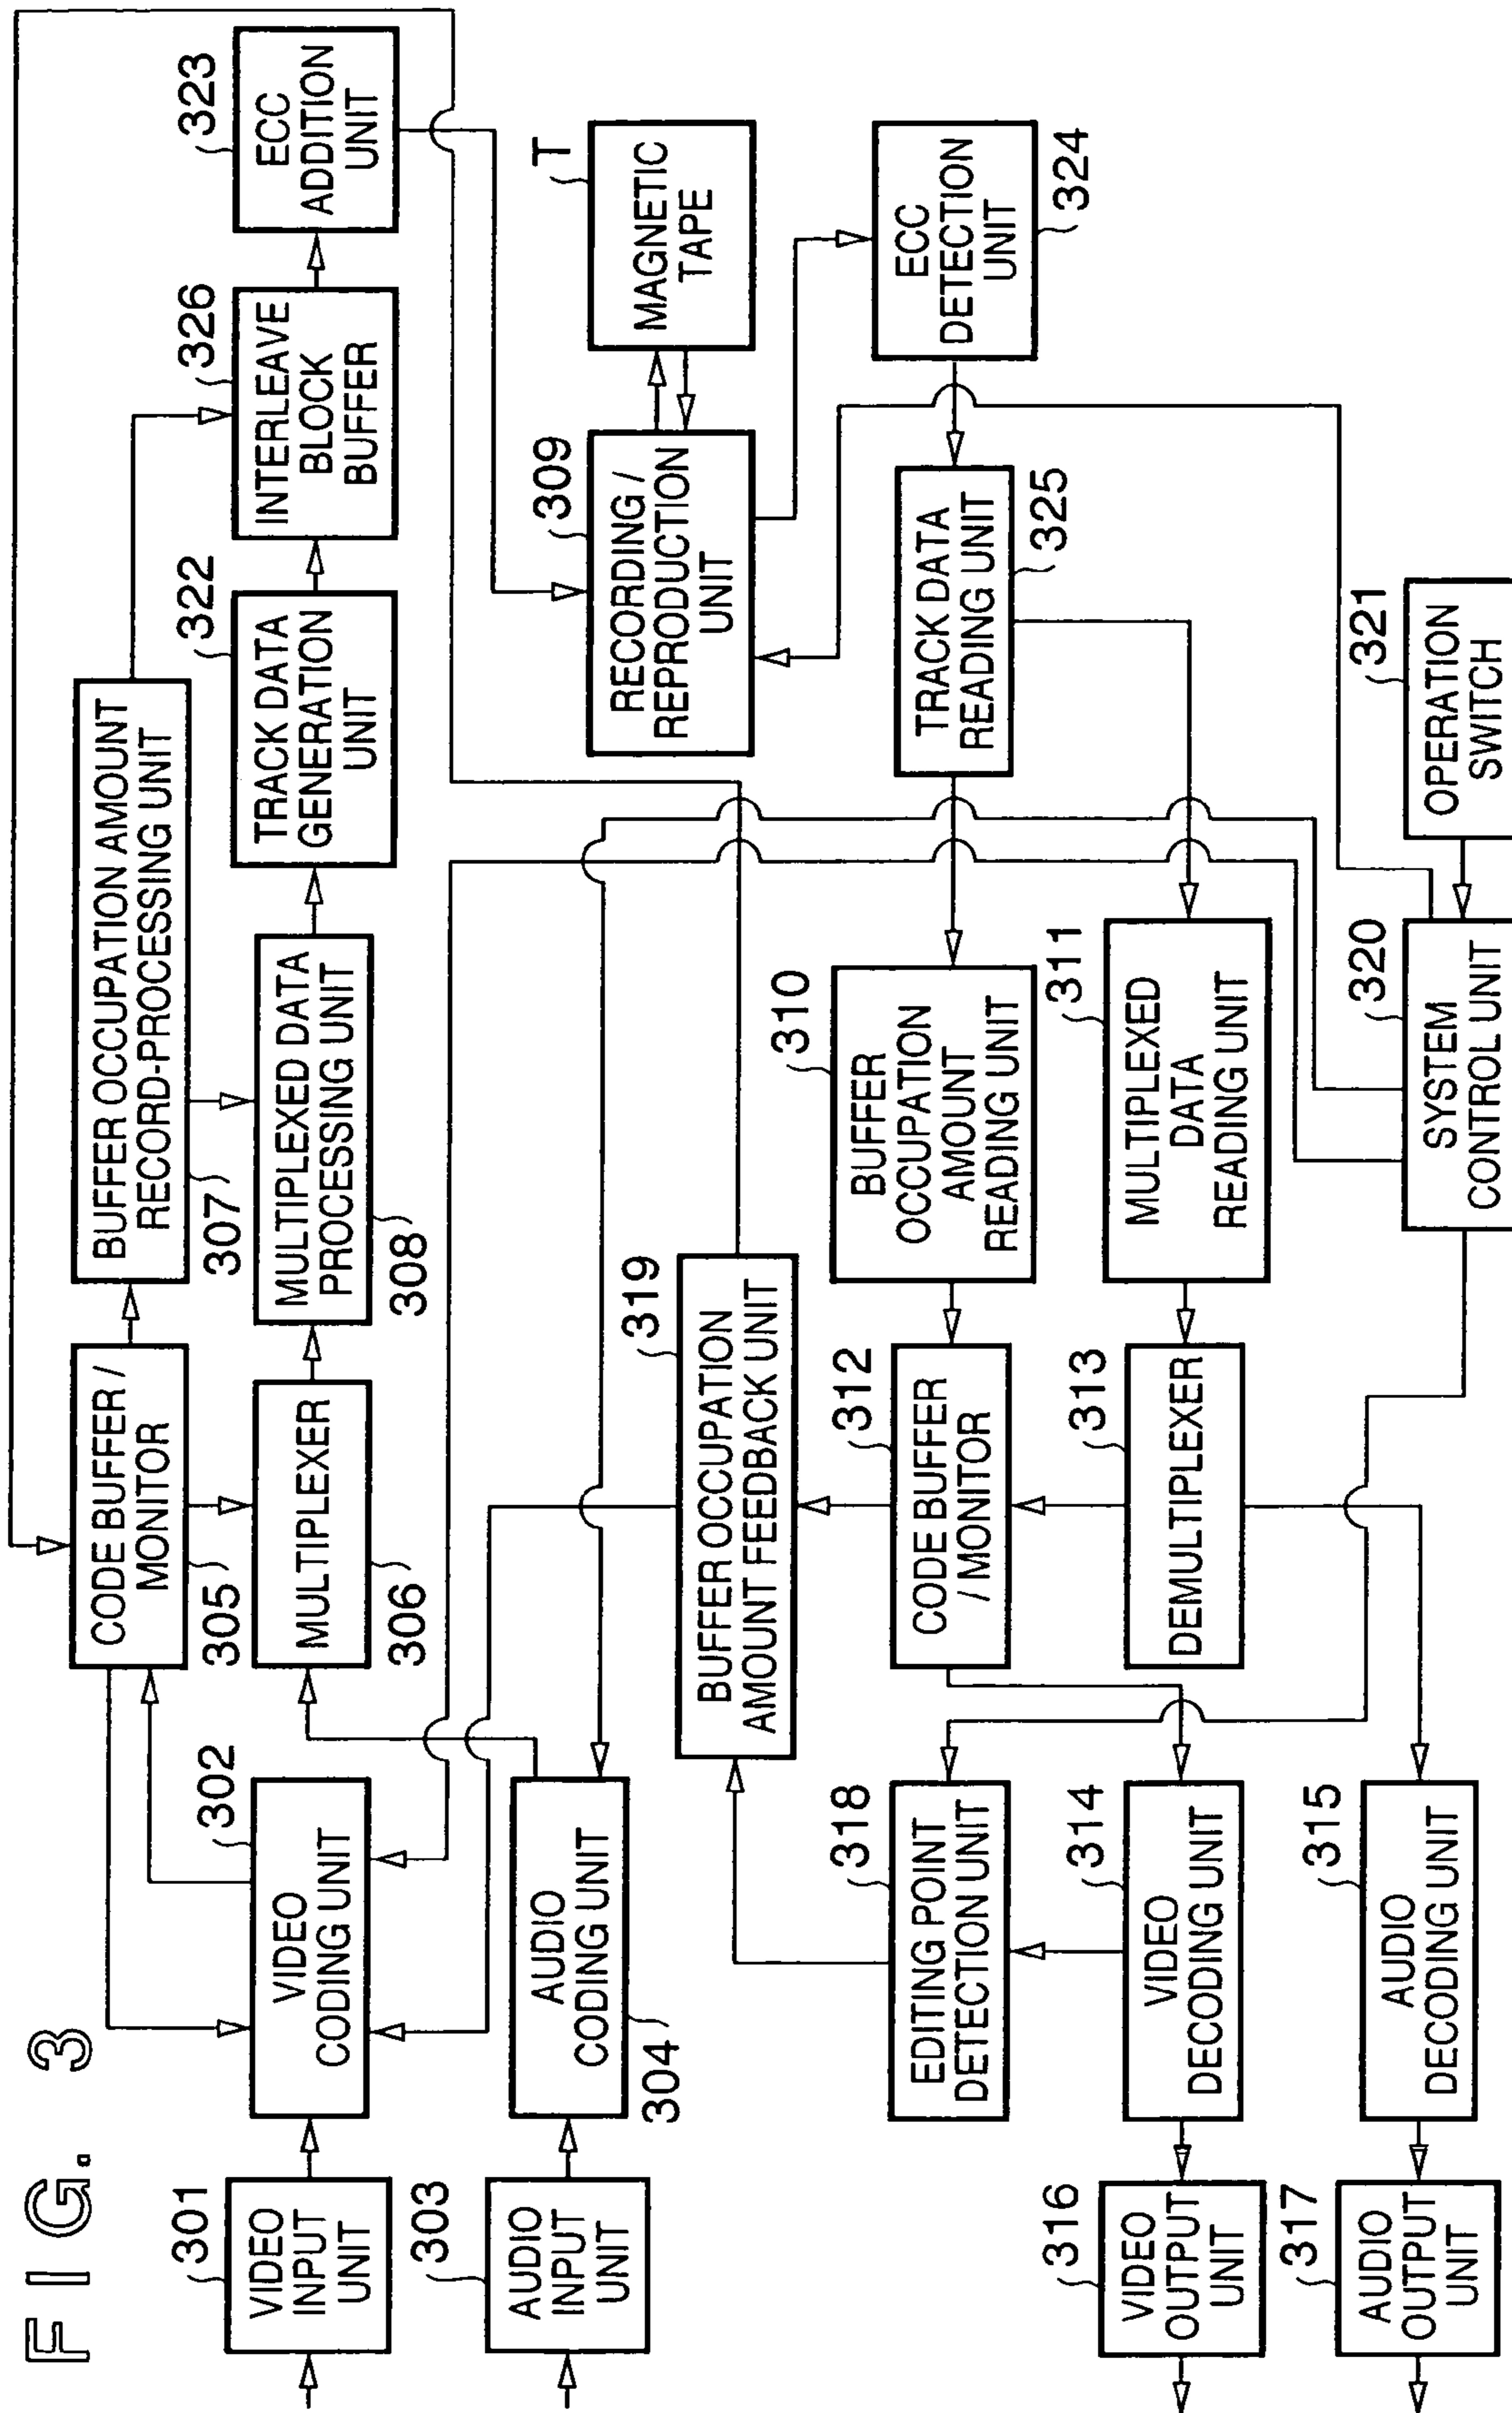 FIG. 3
301
VIDEO
INPUT
UNIT
302
VIDEO
CODING UNIT
303
AUDIO
INPUT
UNIT
AUDIO
CODING UNIT
304
CODE BUFFER /
MONITOR
305
MULTIPLEXER
306
BUFFER OCCUPATION AMOUNT
RECORD-PROCESSING UNIT
307
MULTIPLEXED DATA
PROCESSING UNIT
308
322
TRACK DATA
GENERATION
UNIT
326
INTERLEAVE
BLOCK
BUFFER
323
ECC
ADDITION
UNIT
309
RECORDING /
REPRODUCTION
UNIT
T
MAGNETIC
TAPE
ECC
DETECTION
UNIT
324
TRACK DATA
READING UNIT
325
310
BUFFER
OCCUPATION
AMOUNT
READING UNIT
311
MULTIPLEXED
DATA
READING UNIT
319
BUFFER OCCUPATION
AMOUNT FEEDBACK UNIT
312
CODE BUFFER
/ MONITOR
313
DEMULTIPLEXER
318
EDITING POINT
DETECTION UNIT
314
VIDEO
DECODING UNIT
315
AUDIO
DECODING UNIT
316
VIDEO
OUTPUT
UNIT
317
AUDIO
OUTPUT
UNIT
320
SYSTEM
CONTROL UNIT
321
OPERATION
SWITCH